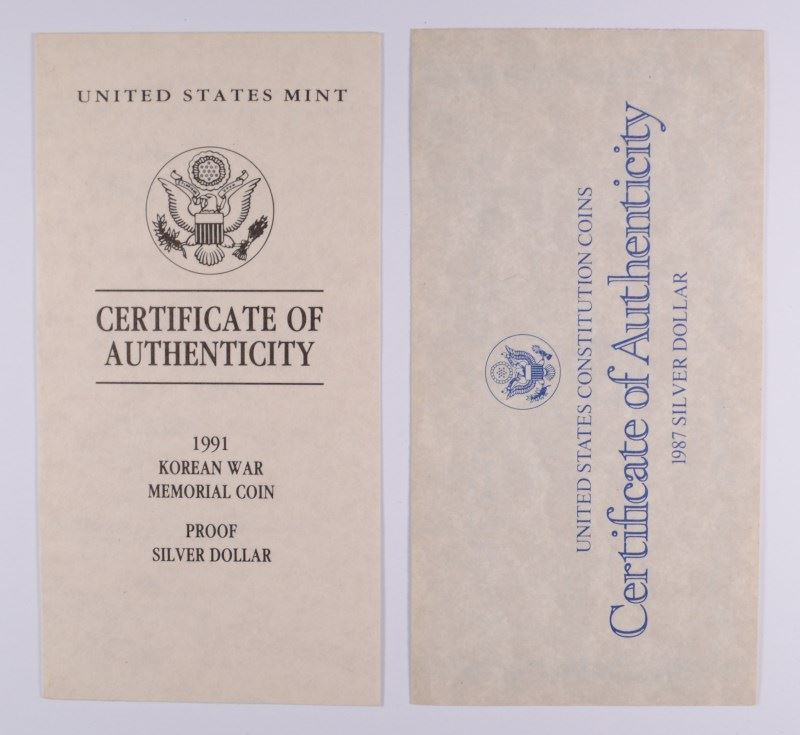 UNITED STATES MINT
CERTIFICATE OF
AUTHENTICITY
1991
KOREAN WAR
MEMORIAL COIN
PROOF
SILVER DOLLAR
UNITED STATES CONSTITUTION COINS
Certificate of Authenticity
1987 SILVER DOLLAR